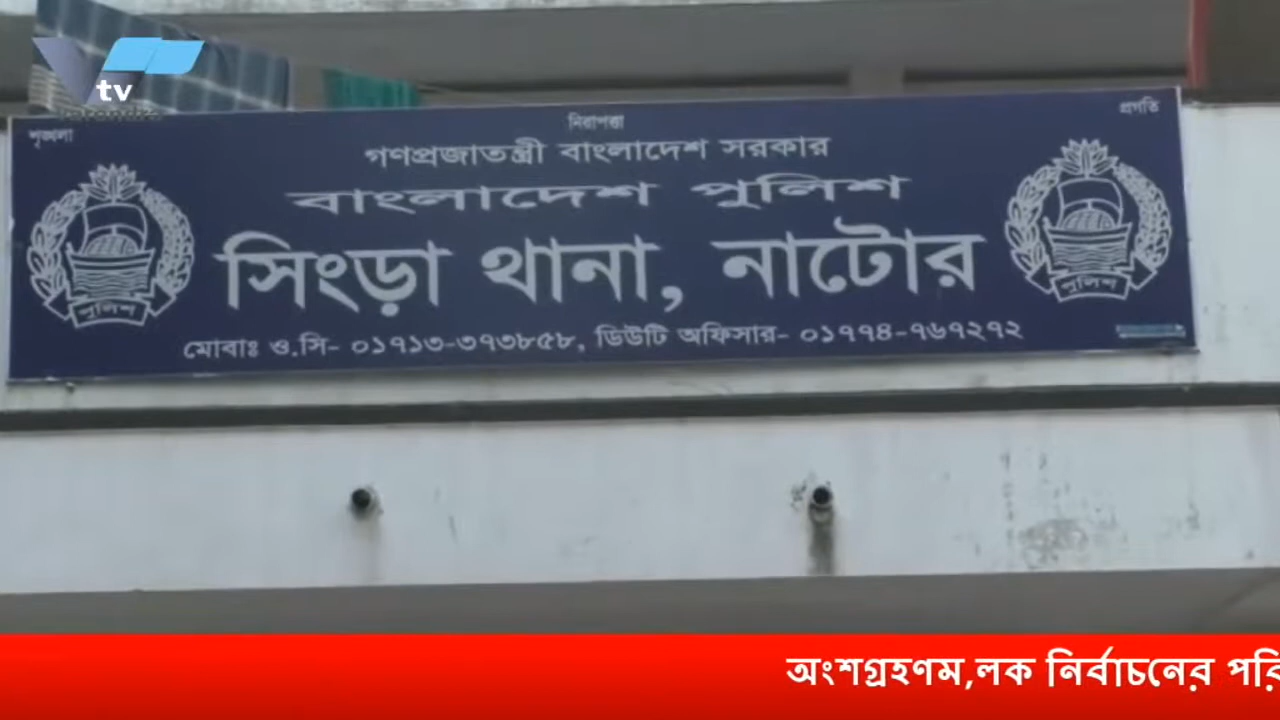 tv
শৃঙ্খলা নিরাপত্তা প্রগতি
গণপ্রজাতন্ত্রী বাংলাদেশ সরকার
বাংলাদেশ পুলিশ
সিংড়া থানা, নাটোর
মোবাঃ ও.সি- ০১৭১৩-৩৭৩৮৫৮, ডিউটি অফিসার- ০১৭৭৪-৭৬৭২৭২
পুলিশ
পুলিশ
অংশগ্রহণম,লক নির্বাচনের পরি